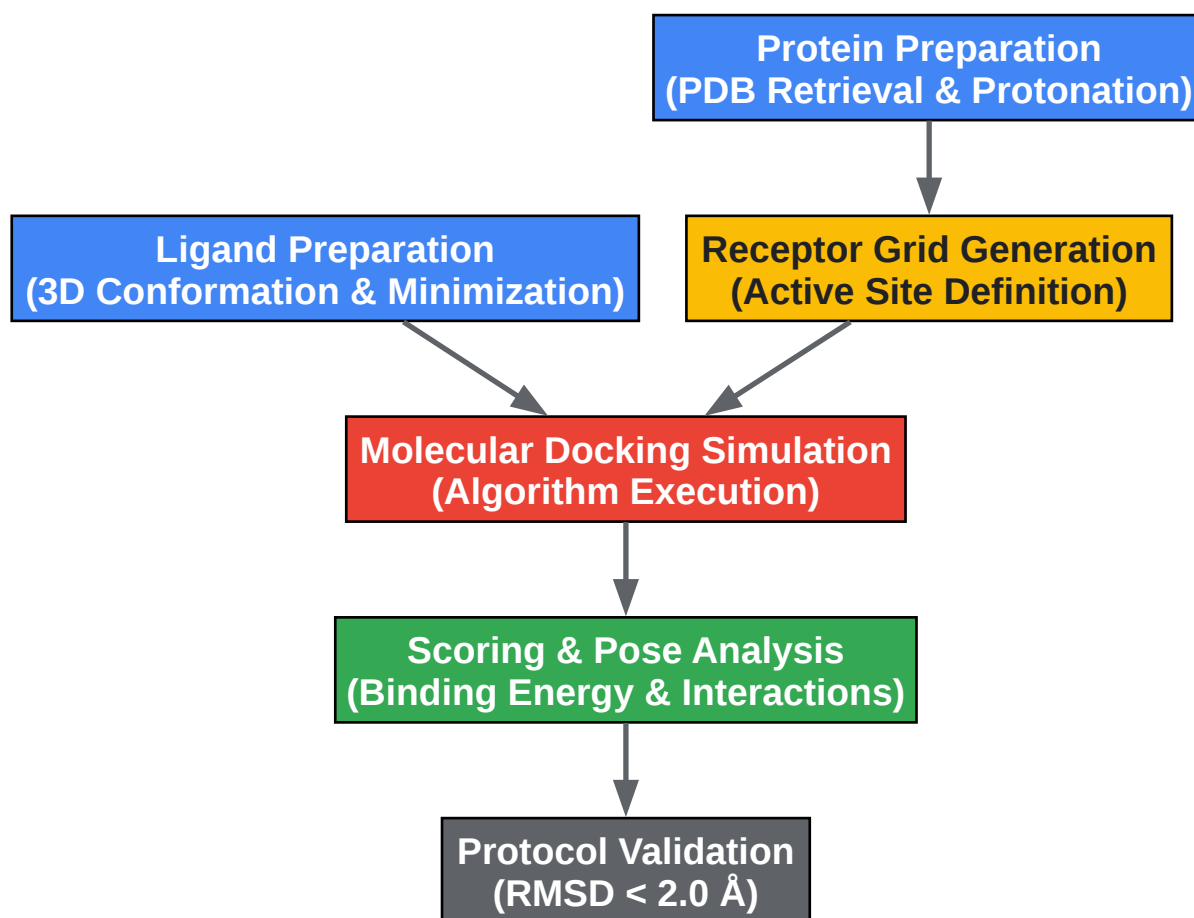 Protein Preparation
(PDB Retrieval & Protonation)
Ligand Preparation
(3D Conformation & Minimization)
Receptor Grid Generation
(Active Site Definition)
Molecular Docking Simulation
(Algorithm Execution)
Scoring & Pose Analysis
(Binding Energy & Interactions)
Protocol Validation
(RMSD < 2.0 Å)